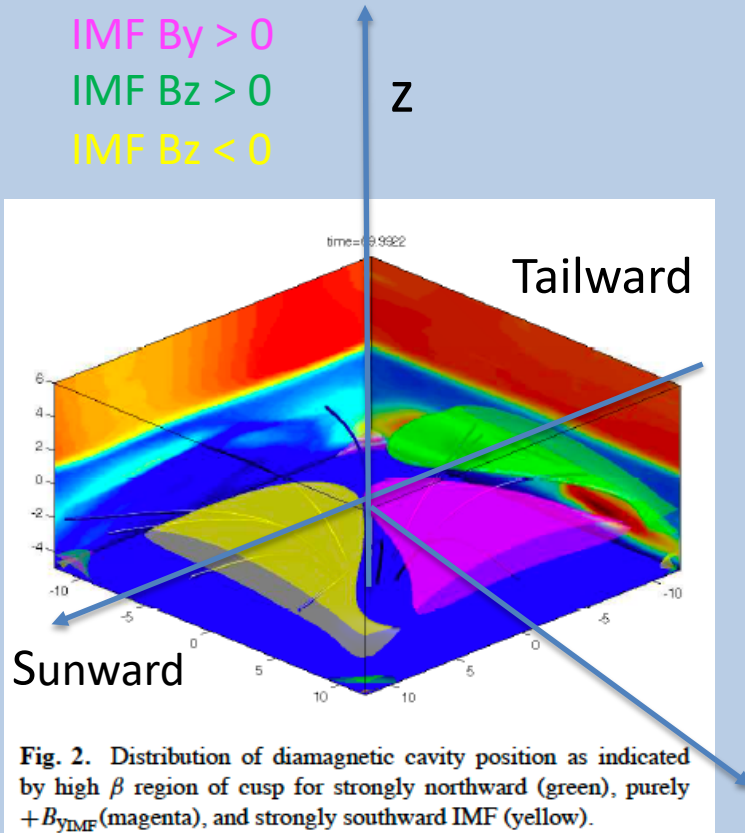 IMF By > 0
IMF Bz > 0
IMF Bz < 0
z
time=69.9922
Tailward
6
4
2
0
-2
-4
-10
-5
0
5
10
10
5
0
-5
-10
Sunward
Fig. 2. Distribution of diamagnetic cavity position as indicated
by high β region of cusp for strongly northward (green), purely
+B_yIMF(magenta), and strongly southward IMF (yellow).